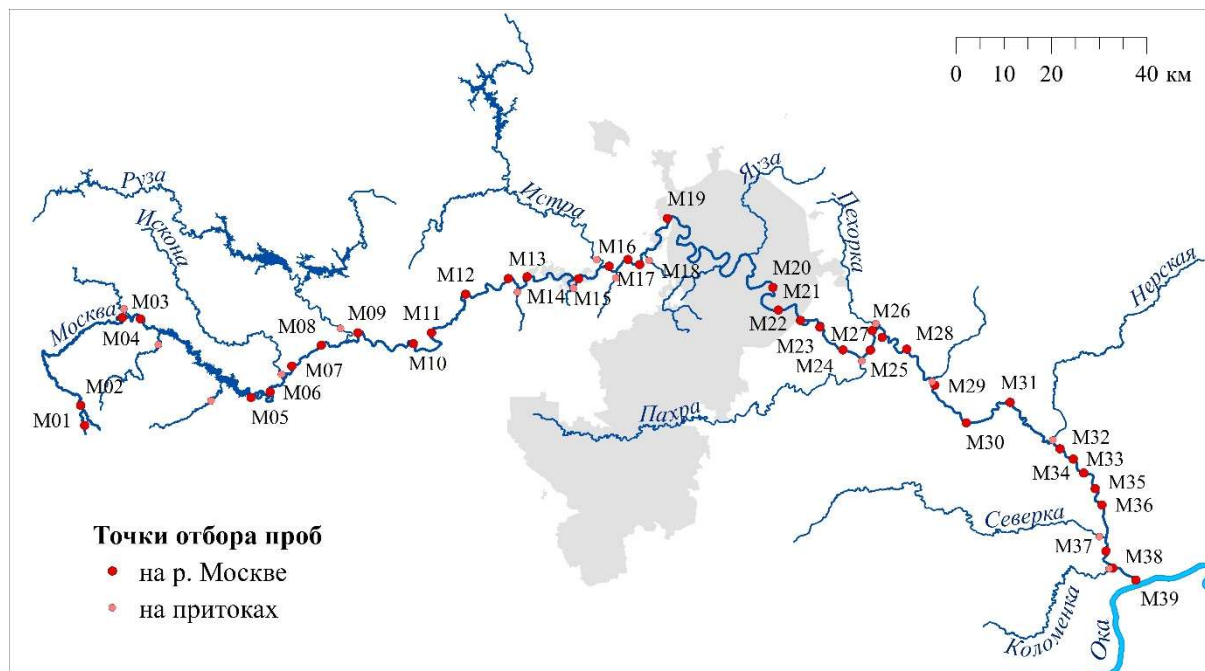 0 10 20 40 км
Руза
Искона
Истра
Яуза
Пехорка
Нерская
Москва
Пахра
Северка
Коломенка
Ока
M01
M02
M03
M04
M05
M06
M07
M08
M09
M10
M11
M12
M13
M14
M15
M16
M17
M18
M19
M20
M21
M22
M23
M24
M25
M26
M27
M28
M29
M30
M31
M32
M33
M34
M35
M36
M37
M38
M39
Точки отбора проб
на р. Москве
на притоках